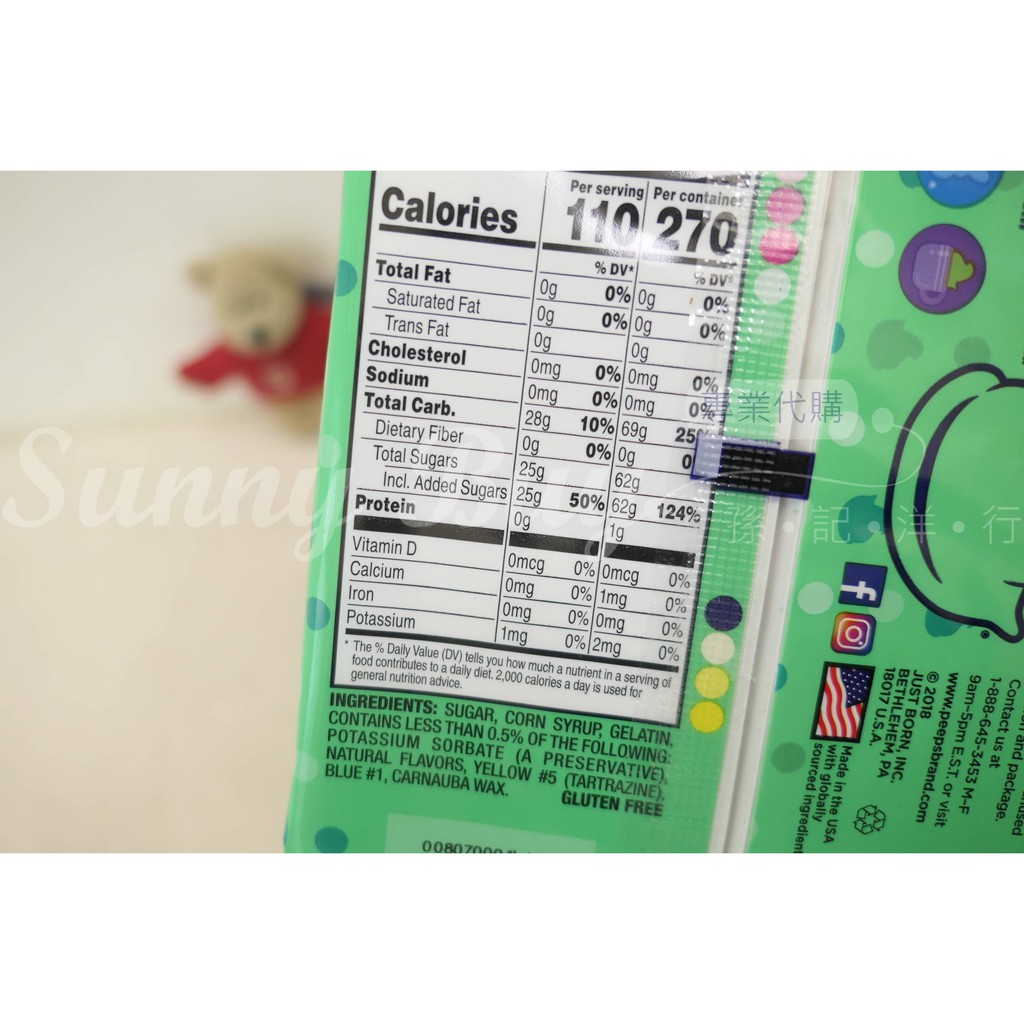 Per serving Per container
Calories 110 270
% DV* % DV*
Total Fat 0g 0% 0g 0%
Saturated Fat 0g 0% 0g 0%
Trans Fat 0g 0g
Cholesterol 0mg 0% 0mg 0%
Sodium 0mg 0% 0mg 0%
Total Carb. 28g 10% 69g 25%
Dietary Fiber 0g 0% 0g 0
Total Sugars 25g 62g
Incl. Added Sugars 25g 50% 62g 124%
Protein 0g 1g
Vitamin D 0mcg 0% 0mcg 0%
Calcium 0mg 0% 1mg 0%
Iron 0mg 0% 0mg 0%
Potassium 1mg 0% 2mg 0%
* The % Daily Value (DV) tells you how much a nutrient in a serving of
food contributes to a daily diet. 2,000 calories a day is used for
general nutrition advice.
INGREDIENTS: SUGAR, CORN SYRUP, GELATIN,
CONTAINS LESS THAN 0.5% OF THE FOLLOWING:
POTASSIUM SORBATE (A PRESERVATIVE),
NATURAL FLAVORS, YELLOW #5 (TARTRAZINE),
BLUE #1, CARNAUBA WAX.
GLUTEN FREE
and package.
Contact us at
1-888-645-3453 M-F
9am-5pm E.S.T. or visit
www.peepsbrand.com
© 2018
JUST BORN, INC.
BETHLEHEM, PA
18017 U.S.A.
Made in the USA
with globally
sourced ingredient
f
®
Sunny Buy
專業代購
孫・記・洋・行